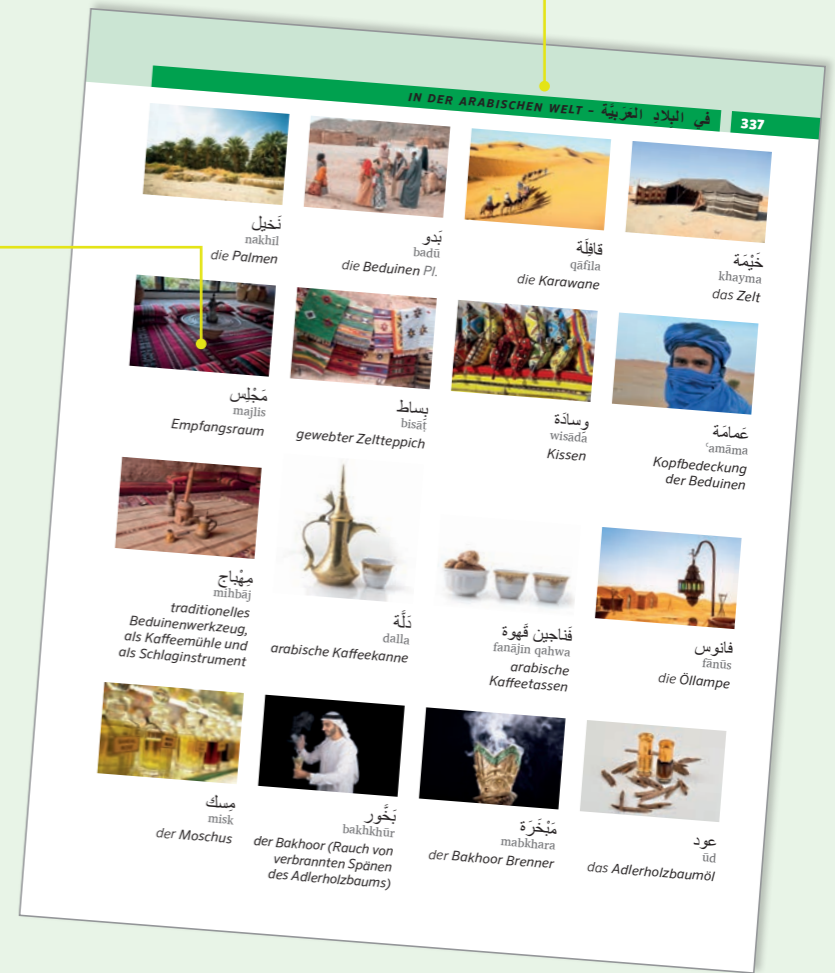 في البِلادِ العَرَبيَّة – IN DER ARABISCHEN WELT
337
خَيْمَة
khayma
das Zelt
قافِلَة
qāfila
die Karawane
بَدو
badū
die Beduinen Pl.
نَخيل
nakhīl
die Palmen
عَمامَة
ʿamāma
Kopfbedeckung
der Beduinen
وِسادَة
wisāda
Kissen
بِساط
bisāṭ
gewebter Zeltteppich
مَجْلِس
majlis
Empfangsraum
فانوس
fānūs
die Öllampe
فَناجين قَهوة
fanājīn qahwa
arabische
Kaffeetassen
دَلَّة
dalla
arabische Kaffeekanne
مِهْباج
mihbāj
traditionelles
Beduinenwerkzeug,
als Kaffeemühle und
als Schlaginstrument
عود
ūd
das Adlerholzbaumöl
مَبْخَرَة
mabkhara
der Bakhoor Brenner
بَخَّور
bakhkhūr
der Bakhoor (Rauch von
verbrannten Spänen
des Adlerholzbaums)
مِسك
misk
der Moschus